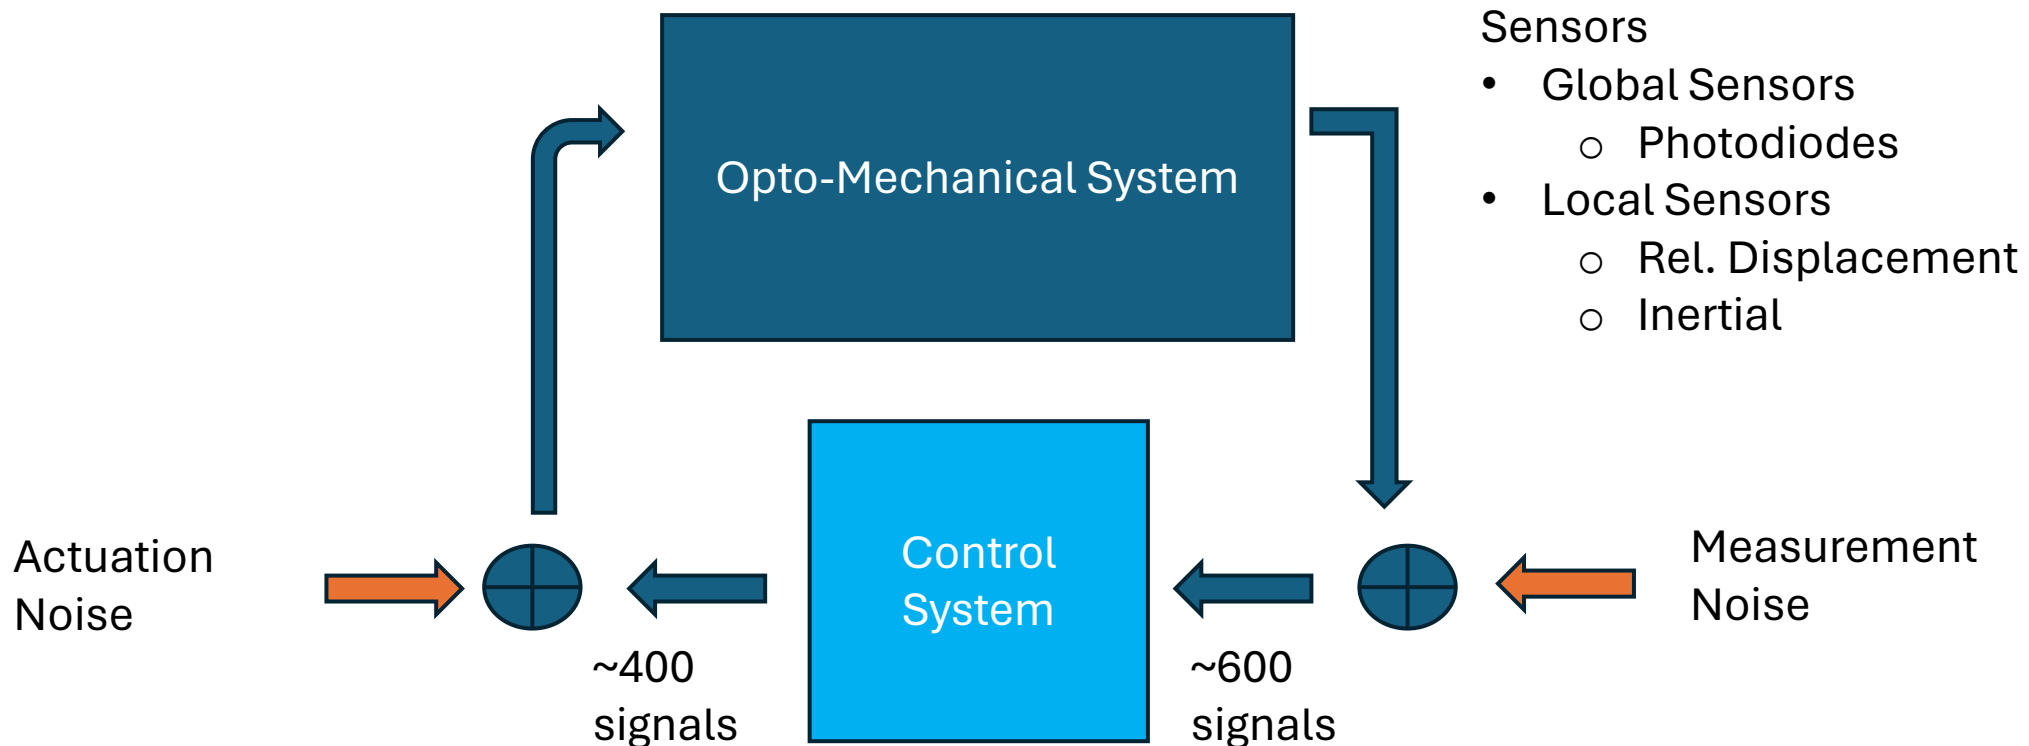 Opto-Mechanical System
Sensors
• Global Sensors
○ Photodiodes
• Local Sensors
○ Rel. Displacement
○ Inertial
Actuation
Noise
~400
signals
Control
System
~600
signals
Measurement
Noise